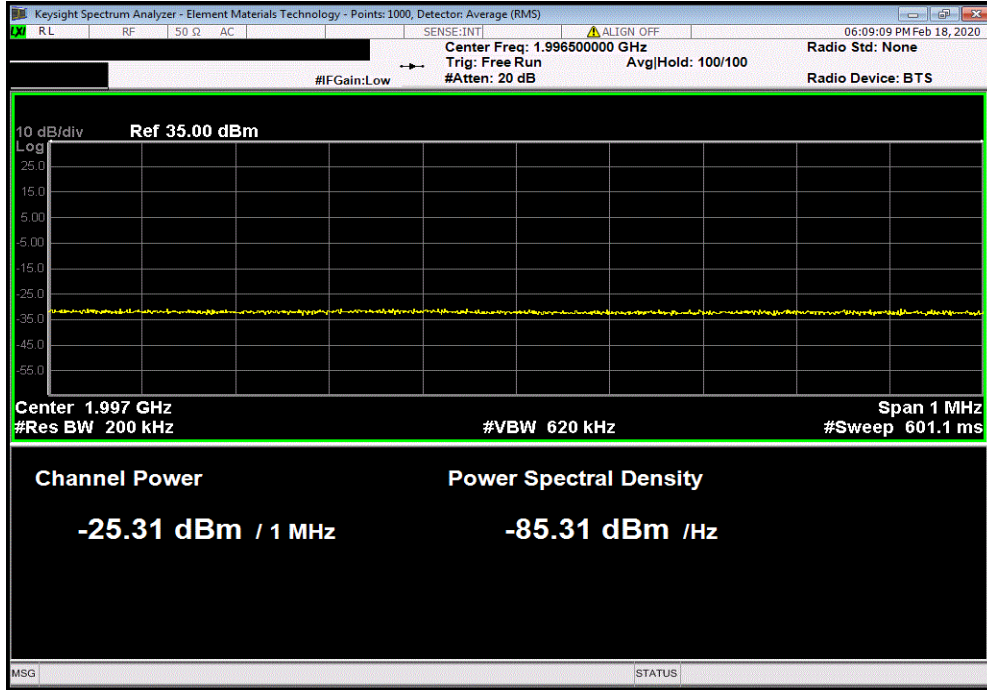 Keysight Spectrum Analyzer - Element Materials Technology - Points: 1000, Detector: Average (RMS)
LXI RL RF 50 Ω AC SENSE:INT ALIGN OFF 06:09:09 PM Feb 18, 2020
Center Freq: 1.996500000 GHz Radio Std: None
Trig: Free Run Avg|Hold: 100/100
#IFGain:Low #Atten: 20 dB Radio Device: BTS
10 dB/div Ref 35.00 dBm
Log
25.0
15.0
5.00
-5.00
-15.0
-25.0
-35.0
-45.0
-55.0
Center 1.997 GHz Span 1 MHz
#Res BW 200 kHz #VBW 620 kHz #Sweep 601.1 ms
Channel Power Power Spectral Density
-25.31 dBm / 1 MHz -85.31 dBm /Hz
MSG STATUS